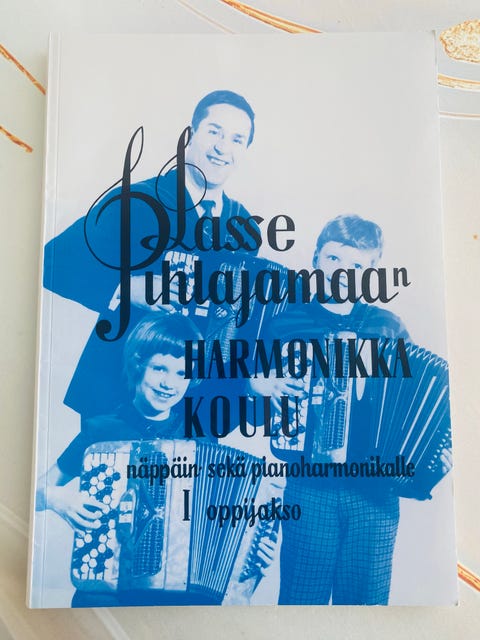 Lasse
Pihlajamaan
HARMONIKKA
KOULU
näppäin- sekä pianoharmonikalle
I oppijakso